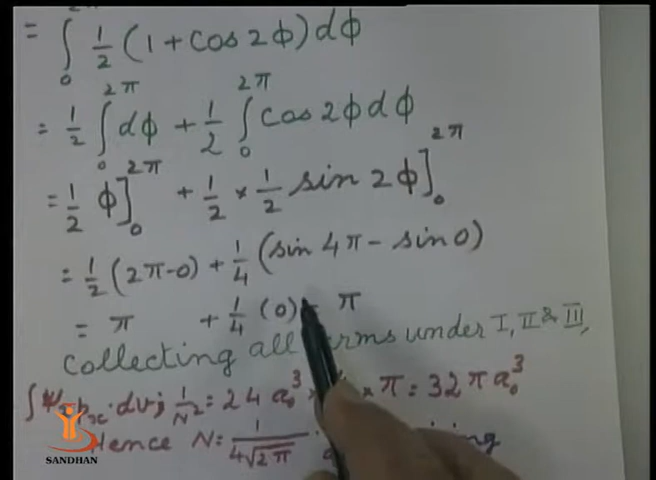 = ∫₀^2π 1/2 (1 + cos 2ϕ) dϕ
= 1/2 ∫₀^2π dϕ + 1/2 ∫₀^2π cos 2ϕ dϕ
= 1/2 ϕ]₀^2π + 1/2 × 1/2 sin 2ϕ]₀^2π
= 1/2 (2π-0) + 1/4 (sin 4π - sin 0)
= π + 1/4 (0) π
collecting all under I, II & III,
1/N² = 24 a₀³ × π = 32 π a₀³
Hence N = 1/4√2π
SANDHAN